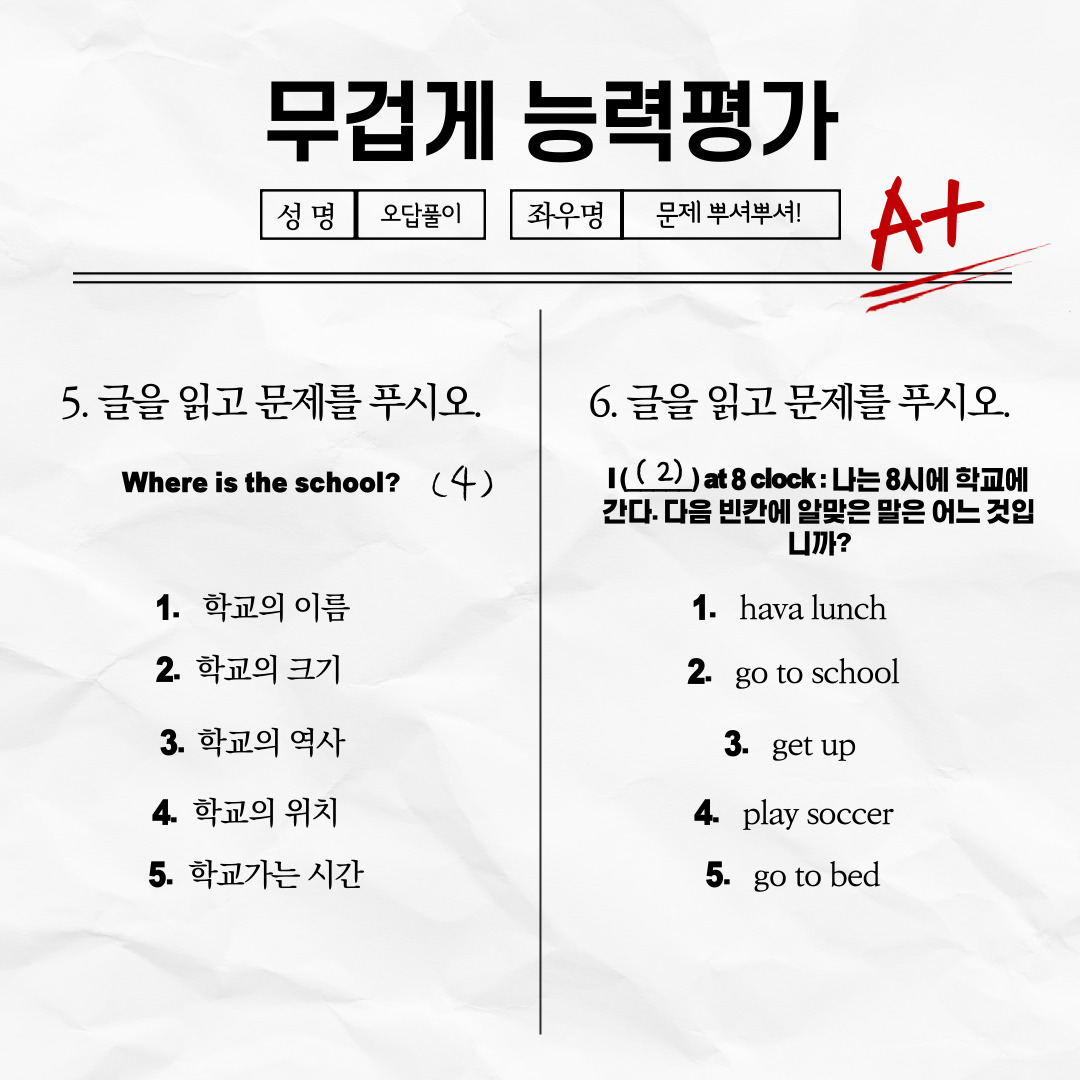 무겁게 능력평가
성 명 오답풀이 좌우명 문제 뿌셔뿌셔!
A+
5. 글을 읽고 문제를 푸시오.
Where is the school? (4)
1. 학교의 이름
2. 학교의 크기
3. 학교의 역사
4. 학교의 위치
5. 학교가는 시간
6. 글을 읽고 문제를 푸시오.
I ( (2) ) at 8 clock : 나는 8시에 학교에
간다. 다음 빈칸에 알맞은 말은 어느 것입
니까?
1. hava lunch
2. go to school
3. get up
4. play soccer
5. go to bed